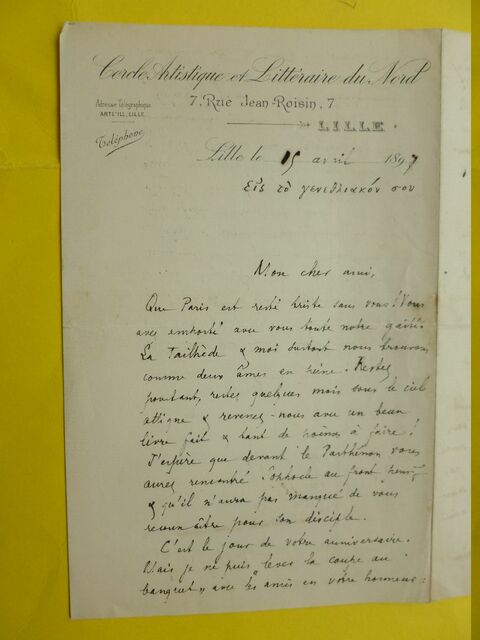 Cercle Artistique et Littéraire du Nord
7, Rue Jean-Roisin, 7
Adresse Télégraphique
ARTI.'ILL. LILLE
LILLE
Téléphone
Lille le 15 avril 1897
Εἰς τὸ γενεθλιακόν σου
Mon cher ami,
Que Paris est resté triste sans vous! Vous
avez emporté avec vous toute notre gaîté.
La Tailhède & moi surtout nous trouvons
comme deux âmes en peine. Restez
pourtant, restez quelques mois sous le ciel
attique & revenez-nous avec un beau
livre fait & tant de poèmes à faire!
J'espère que devant le Parthénon vous
aurez rencontré Sophocle au front
& qu'il n'aura pas manqué de vous
reconnaître pour son disciple.
C'est le jour de votre anniversaire.
Mais je ne puis "lever la coupe au
banquet" avec les amis en votre honneur: